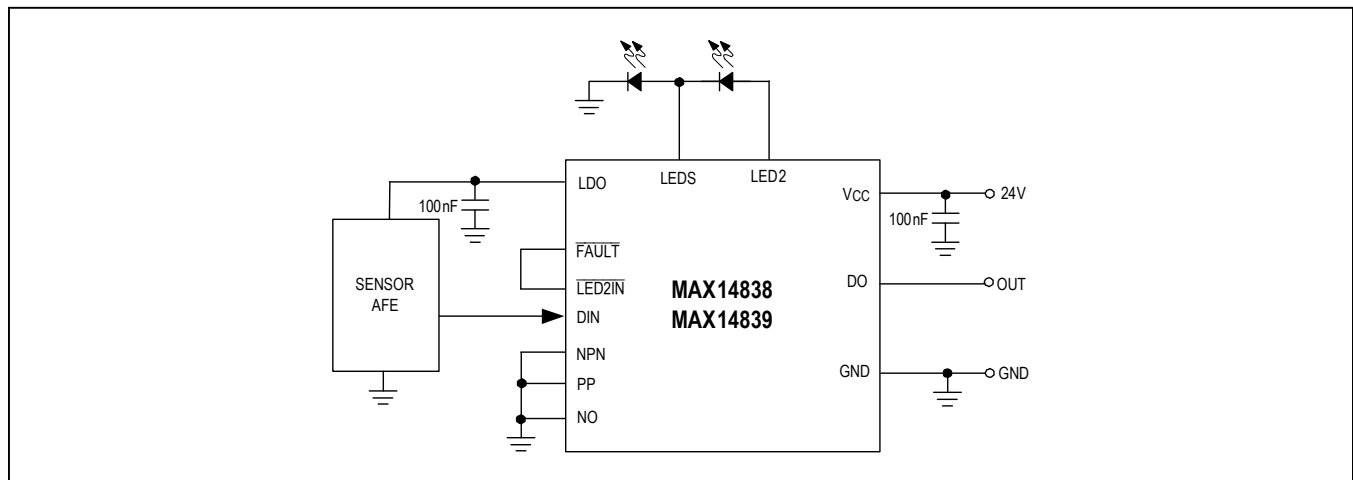 LDO
LEDS
LED2
VCC
24V
100nF
100nF
FAULT
SENSOR
AFE
LED2IN
MAX14838
DO
OUT
DIN
MAX14839
NPN
GND
GND
PP
NO